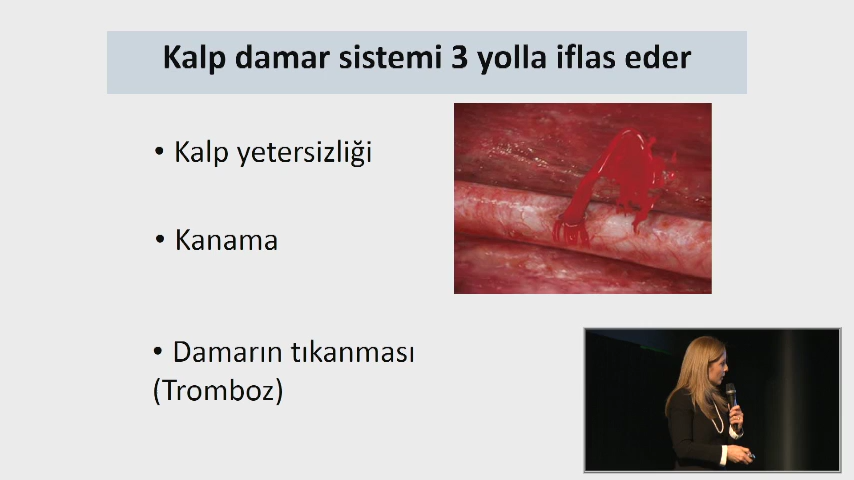 Kalp damar sistemi 3 yolla iflas eder
• Kalp yetersizliği
• Kanama
• Damarın tıkanması
(Tromboz)